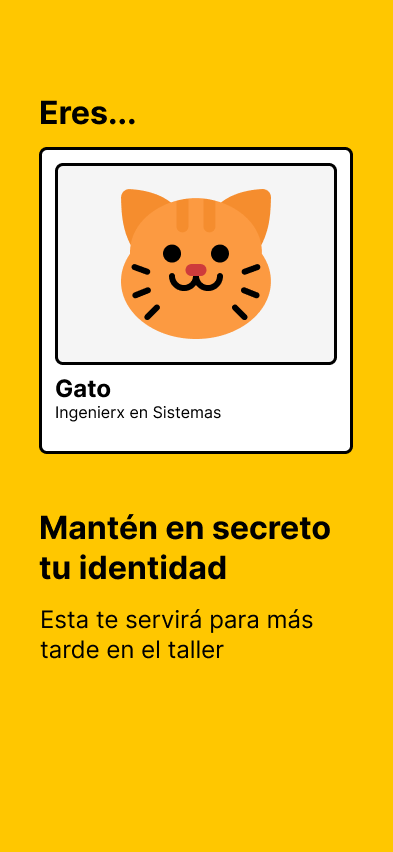 Eres...
Gato
Ingenierx en Sistemas
Mantén en secreto
tu identidad
Esta te servirá para más
tarde en el taller